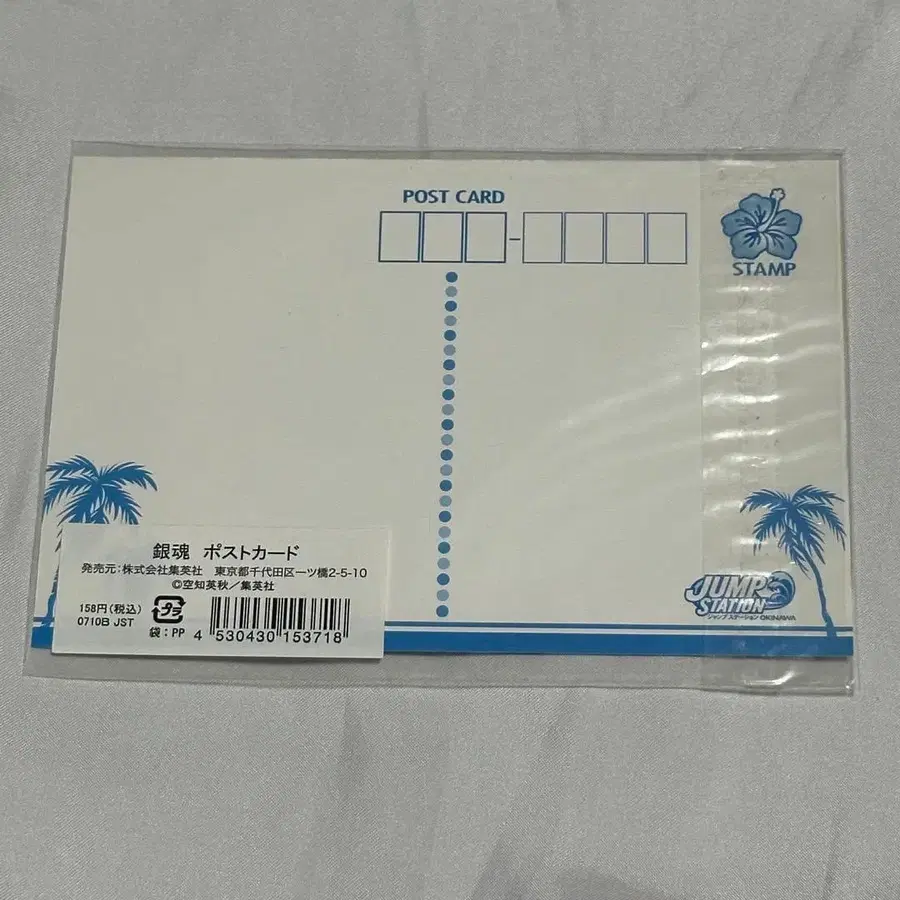 POST CARD
STAMP
銀魂 ポストカード
発売元:株式会社集英社 東京都千代田区一ツ橋2-5-10
©空知英秋/集英社
158円(税込)
0710B JST
プラ
袋:PP
4 530430 153718
JUMP
STATION
ジャンプ ステーション OKINAWA